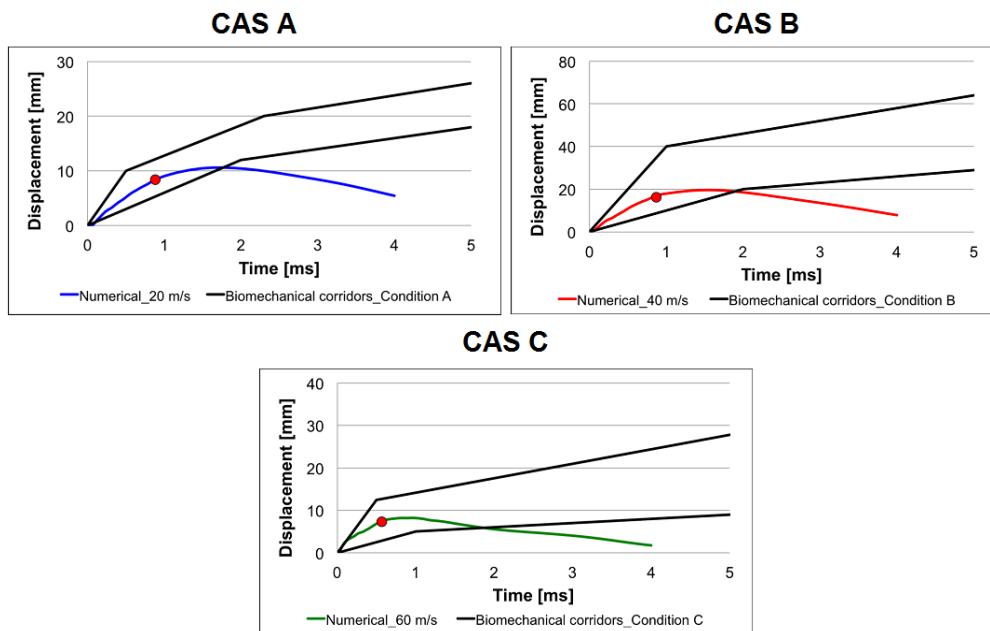 CAS A
30
20
10
0
Displacement [mm]
0 1 2 3 4 5
Time [ms]
Numerical_20 m/s Biomechanical corridors_Condition A
CAS B
80
60
40
20
0
Displacement [mm]
0 1 2 3 4 5
Time [ms]
Numerical_40 m/s Biomechanical corridors_Condition B
CAS C
40
30
20
10
0
Displacement [mm]
0 1 2 3 4 5
Time [ms]
Numerical_60 m/s Biomechanical corridors_Condition C